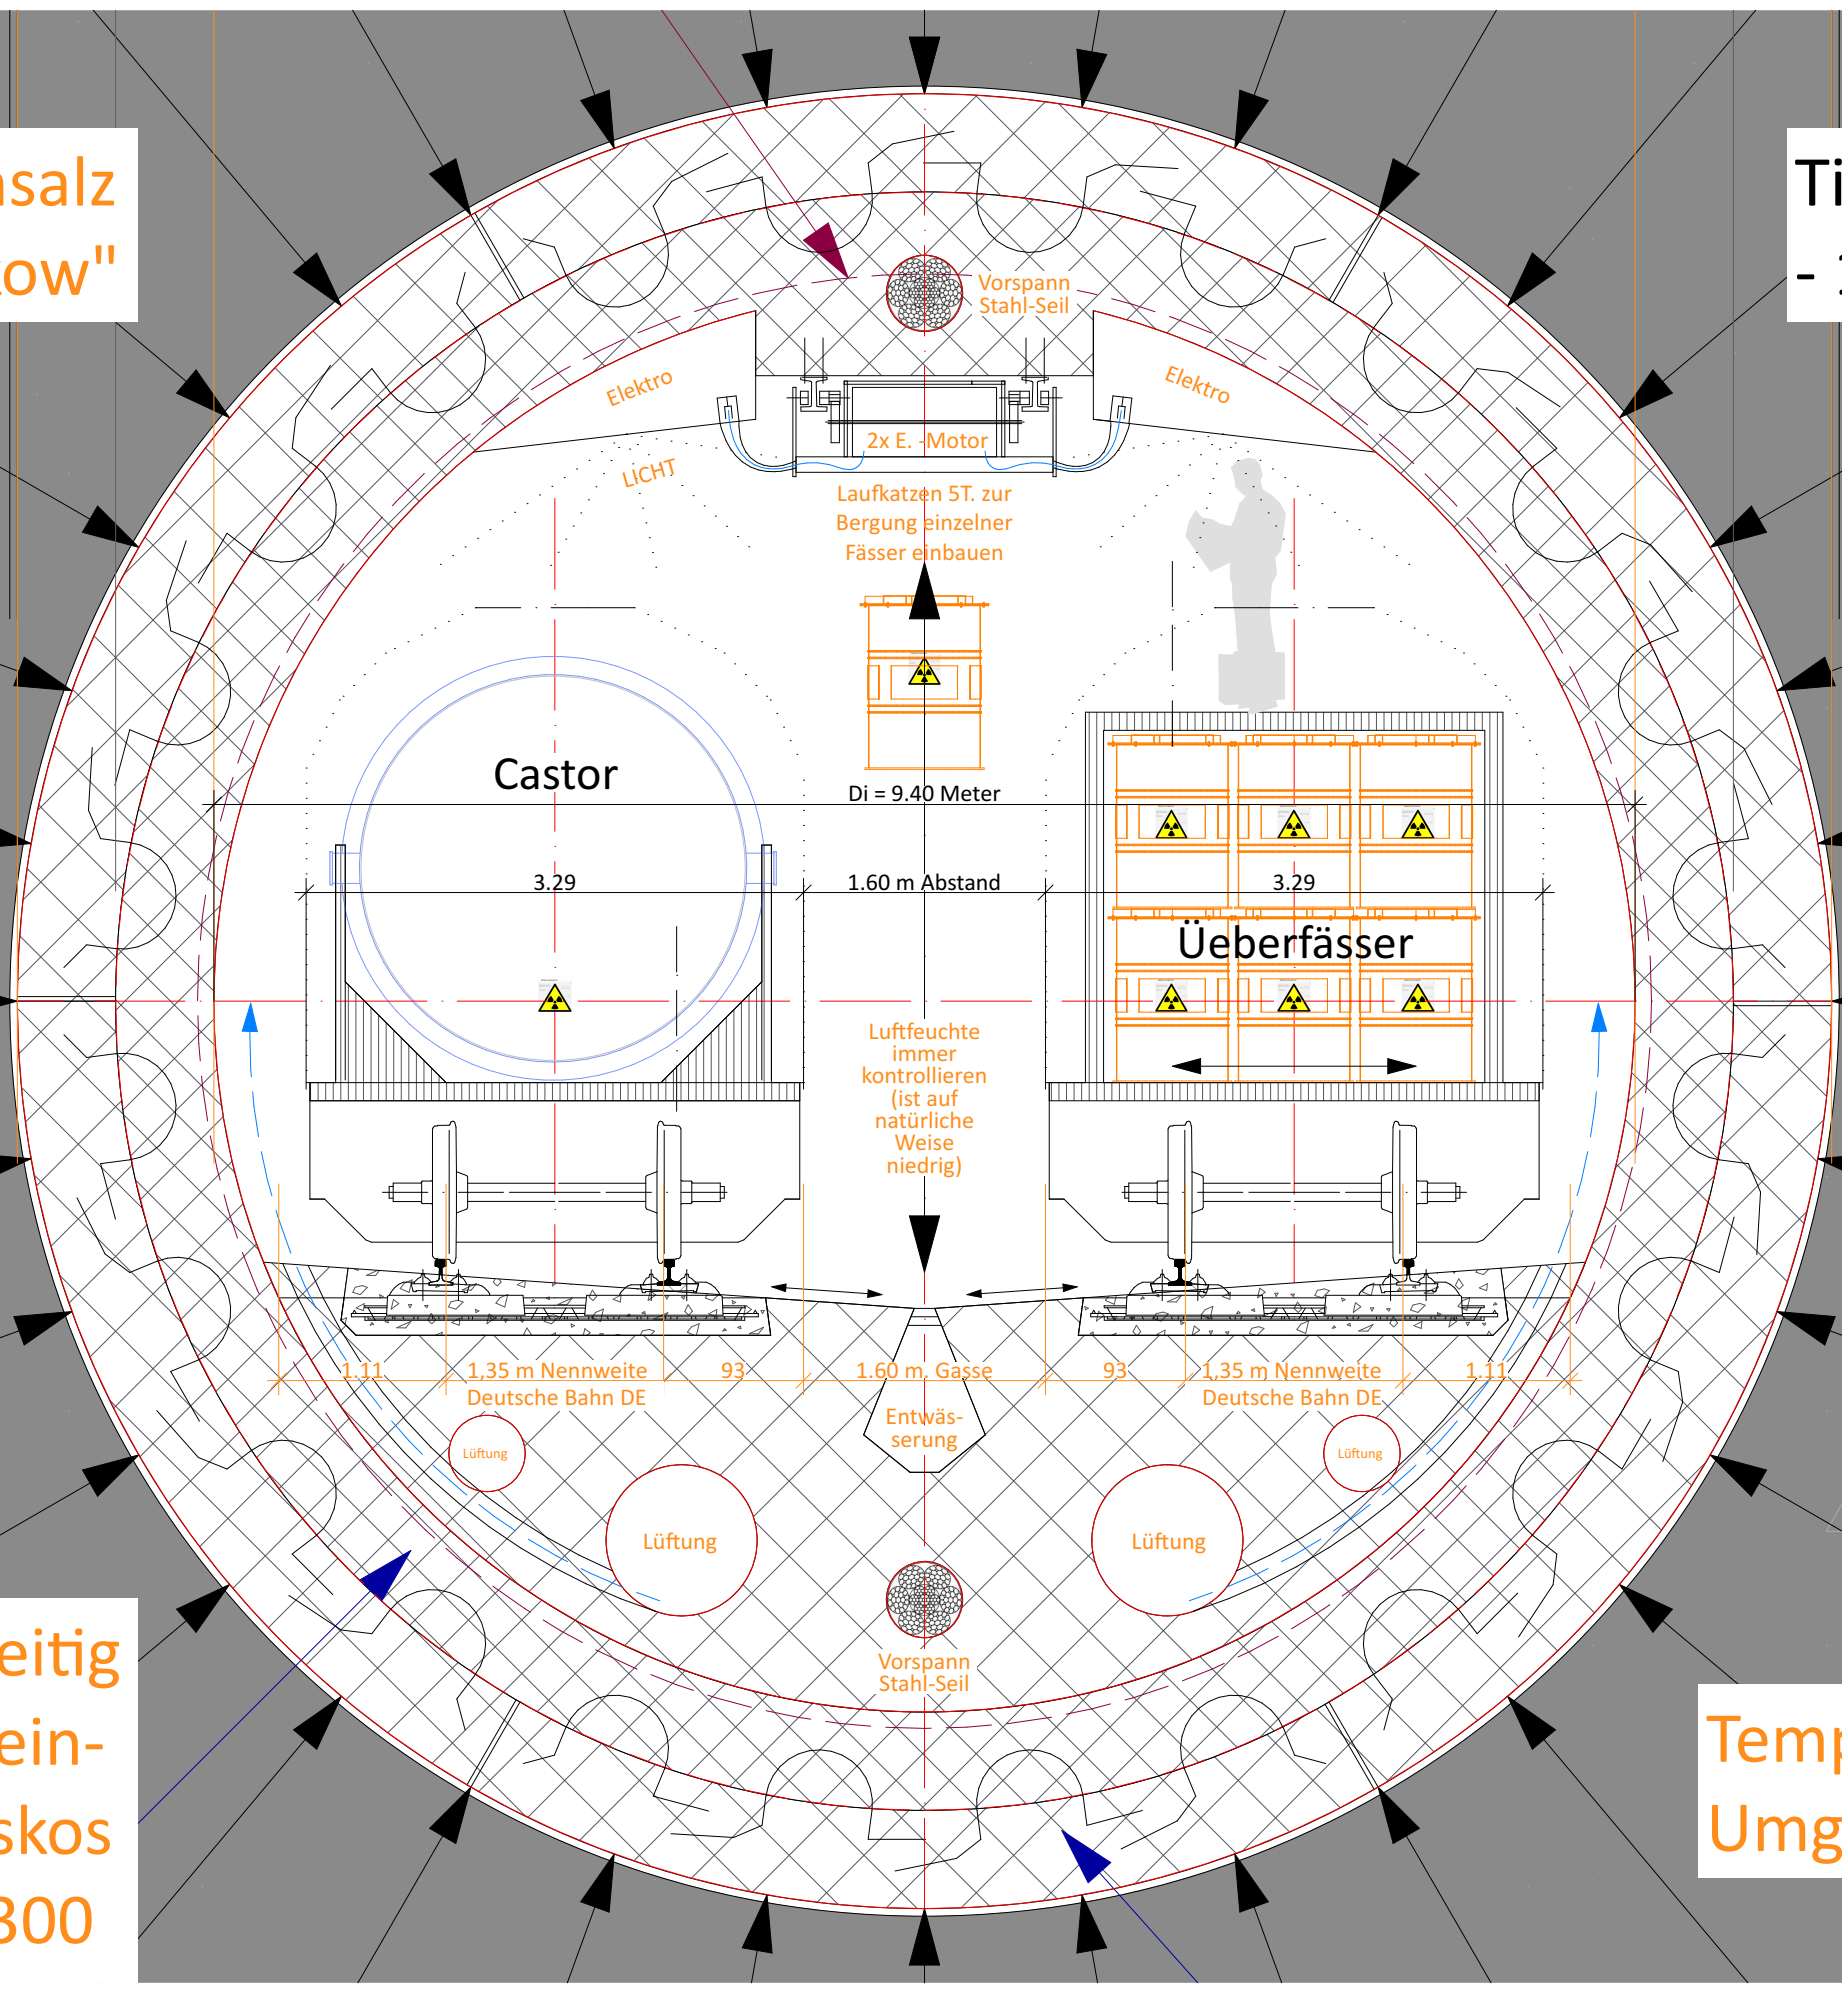 nsalz
kow"
Ti
Vorspann
Stahl-Seil
Elektro
Elektro
2x E. -Motor
LICHT
Laufkatzen 5T. zur
Bergung einzelner
Fässer einbauen
Castor
Di = 9.40 Meter
3.29
1.60 m Abstand
3.29
Üeberfässer
Luftfeuchte
immer
kontrollieren
(ist auf
natürliche
Weise
niedrig)
1.11
1,35 m Nennweite
Deutsche Bahn DE
93
1.60 m. Gasse
93
1,35 m Nennweite
Deutsche Bahn DE
1.11
Entwäs-
serung
Lüftung
Lüftung
Lüftung
Lüftung
Vorspann
Stahl-Seil
eitig
ein-
skos
300
Temp
Umg